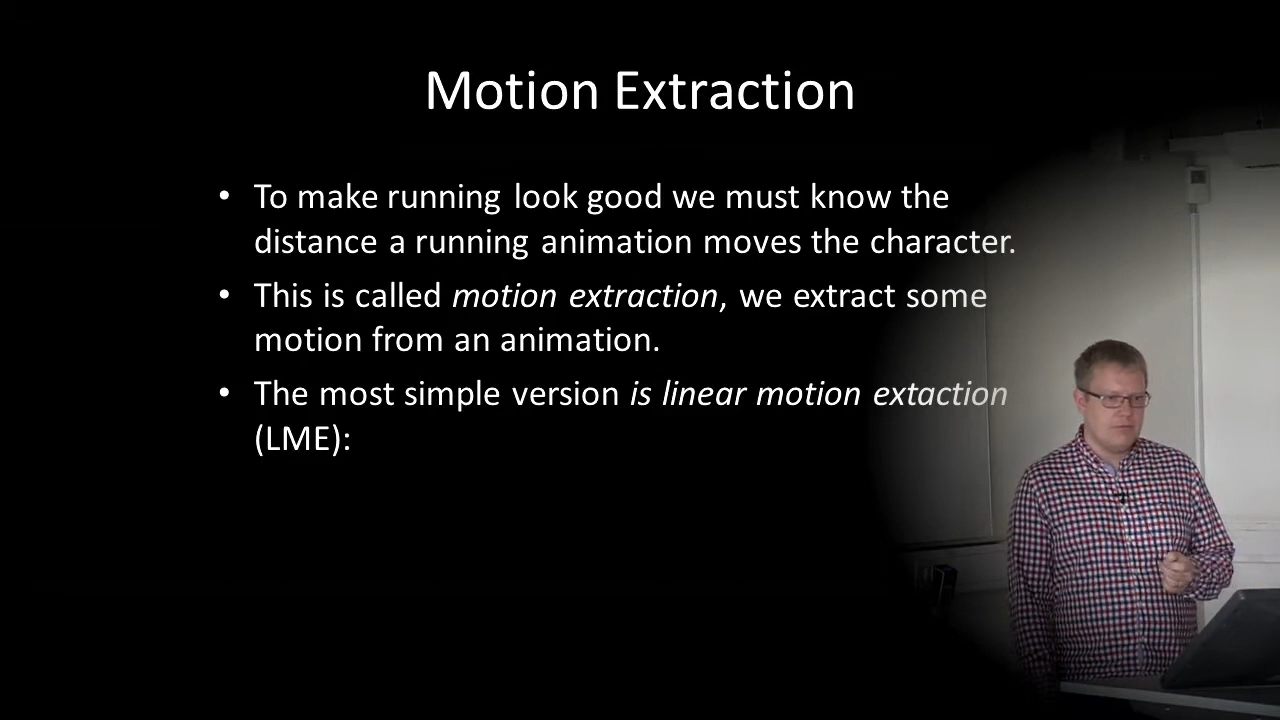 Motion Extraction
• To make running look good we must know the
distance a running animation moves the character.
• This is called motion extraction, we extract some
motion from an animation.
• The most simple version is linear motion extaction
(LME):